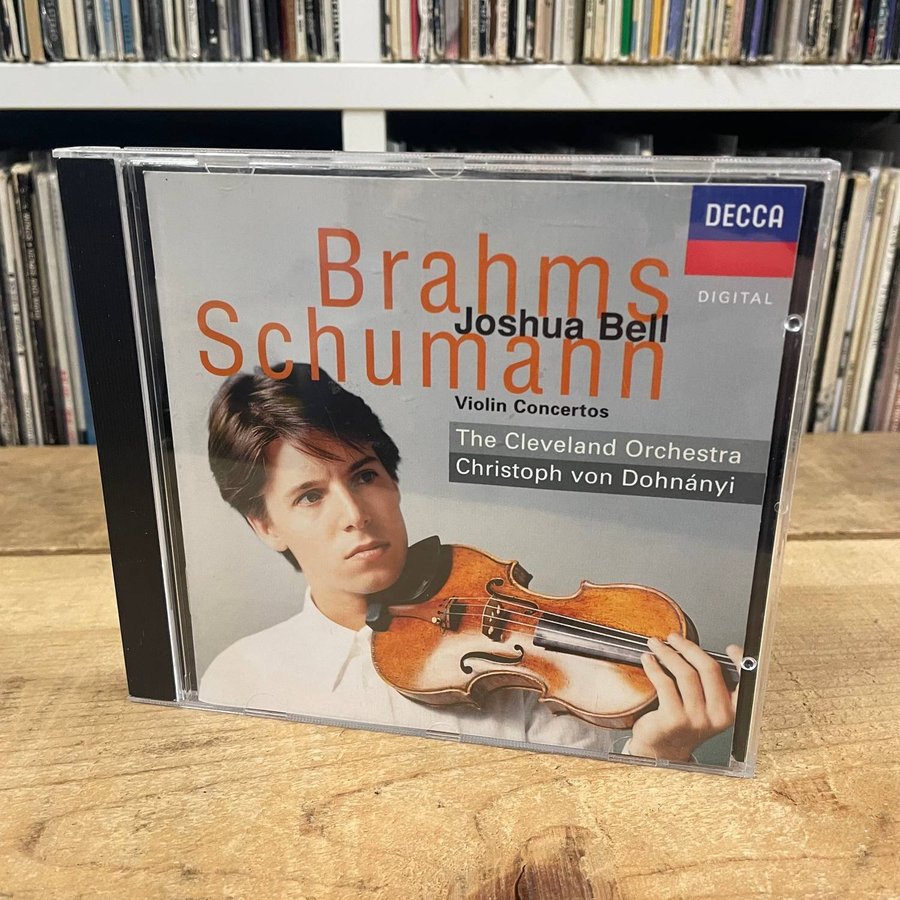 DECCA
DIGITAL
Brahms
Joshua Bell
Schumann
Violin Concertos
The Cleveland Orchestra
Christoph von Dohnányi